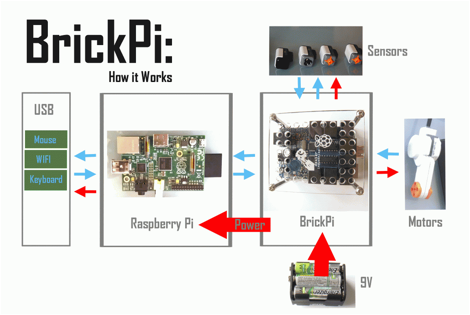 BrickPi:
How it Works
Sensors
USB
Mouse
WIFI
Keyboard
Raspberry Pi
Power
BrickPi
Motors
9V